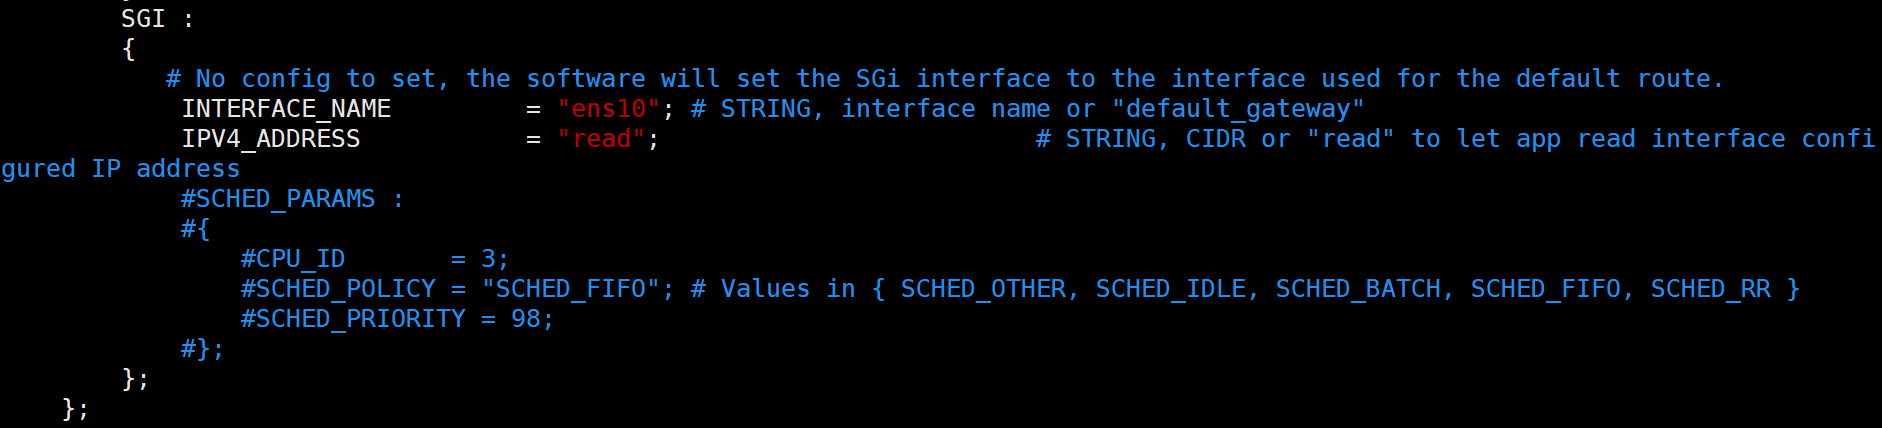 SGI :
{
# No config to set, the software will set the SGi interface to the interface used for the default route.
INTERFACE_NAME         = "ens10"; # STRING, interface name or "default_gateway"
IPV4_ADDRESS           = "read";                         # STRING, CIDR or "read" to let app read interface confi
gured IP address
#SCHED_PARAMS :
#{
#CPU_ID       = 3;
#SCHED_POLICY = "SCHED_FIFO"; # Values in { SCHED_OTHER, SCHED_IDLE, SCHED_BATCH, SCHED_FIFO, SCHED_RR }
#SCHED_PRIORITY = 98;
#};
};
};